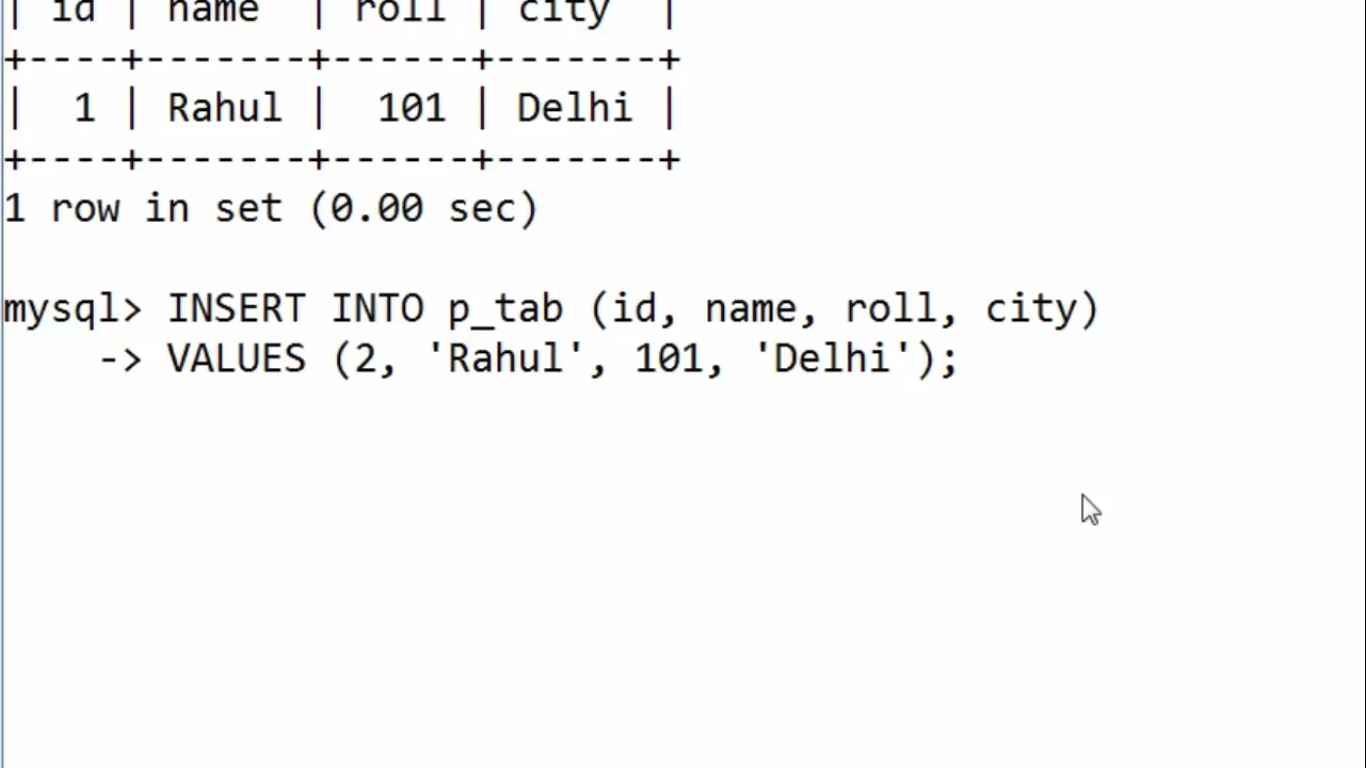 | id | name  | roll | city  |
+----+-------+------+-------+
|  1 | Rahul |  101 | Delhi |
+----+-------+------+-------+
1 row in set (0.00 sec)
mysql> INSERT INTO p_tab (id, name, roll, city)
    -> VALUES (2, 'Rahul', 101, 'Delhi');